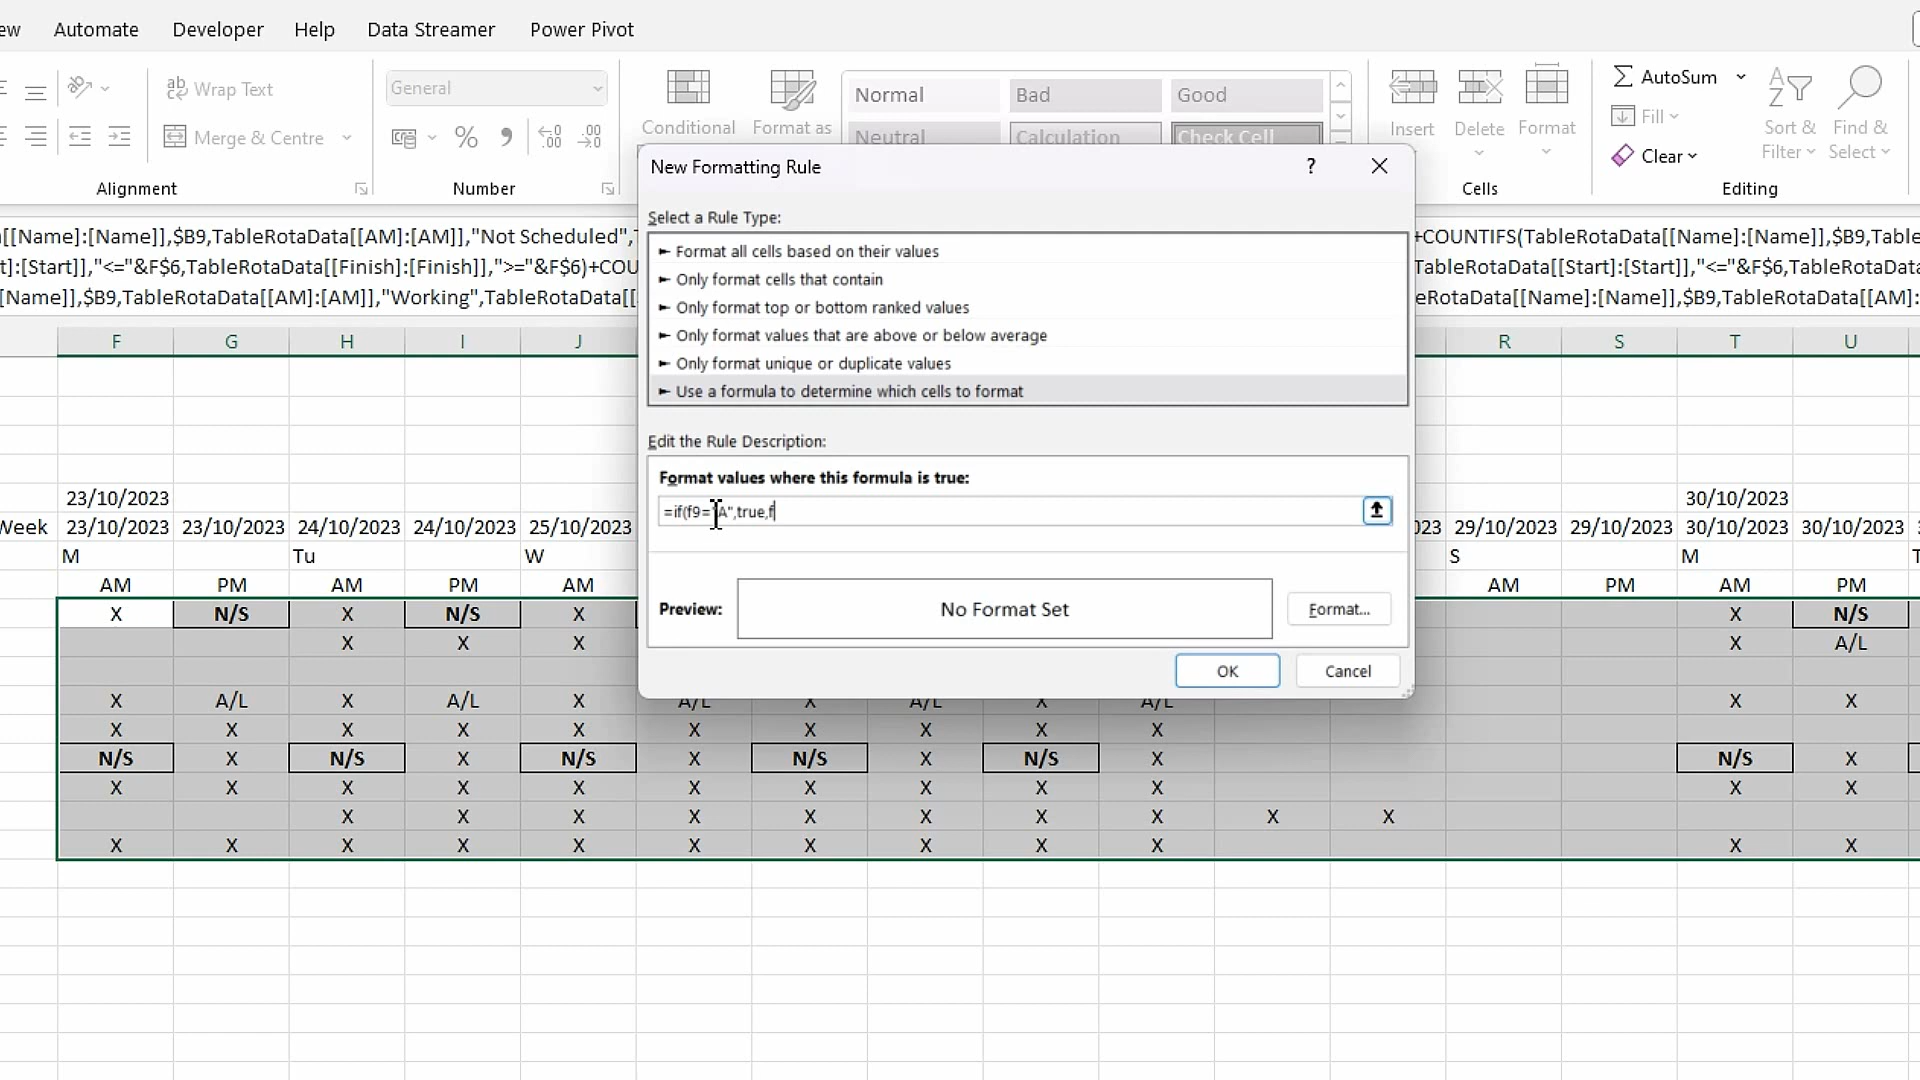 ew Automate Developer Help Data Streamer Power Pivot
ab Wrap Text General Normal Bad Good AutoSum
Merge & Centre Conditional Format as Neutral Calculation Check Cell Insert Delete Format Fill Sort & Find &
Clear Filter Select
Alignment Number Cells Editing
a[[Name]:[Name]],$B9,TableRotaData[[AM]:[AM]],"Not Scheduled", +COUNTIFS(TableRotaData[[Name]:[Name]],$B9,Table
t]:[Start]],"<="&F$6,TableRotaData[[Finish]:[Finish]],">="&F$6)+COU TableRotaData[[Start]:[Start]],"<="&F$6,TableRotaData
[Name]],$B9,TableRotaData[[AM]:[AM]],"Working",TableRotaData[[ eRotaData[[Name]:[Name]],$B9,TableRotaData[[AM]:
New Formatting Rule ?
Select a Rule Type:
► Format all cells based on their values
► Only format cells that contain
► Only format top or bottom ranked values
► Only format values that are above or below average
► Only format unique or duplicate values
► Use a formula to determine which cells to format
Edit the Rule Description:
Format values where this formula is true:
=if(f9="A",true,f
Preview: No Format Set Format...
OK Cancel
F G H I J R S T U
23/10/2023 30/10/2023
Week 23/10/2023 23/10/2023 24/10/2023 24/10/2023 25/10/2023 023 29/10/2023 29/10/2023 30/10/2023 30/10/2023
M Tu W S M T
AM PM AM PM AM AM PM AM PM
X N/S X N/S X X N/S
X X X X A/L
X A/L X A/L X A/L X A/L X A/L X X
X X X X X X X X X X
N/S X N/S X N/S X N/S X N/S X N/S X
X X X X X X X X X X X X
X X X X X X X X X X
X X X X X X X X X X X X